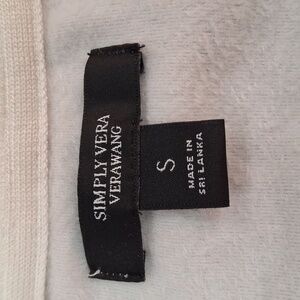 SIMPLY VERA
VERAWANG
S
MADE IN
SRI LANKA